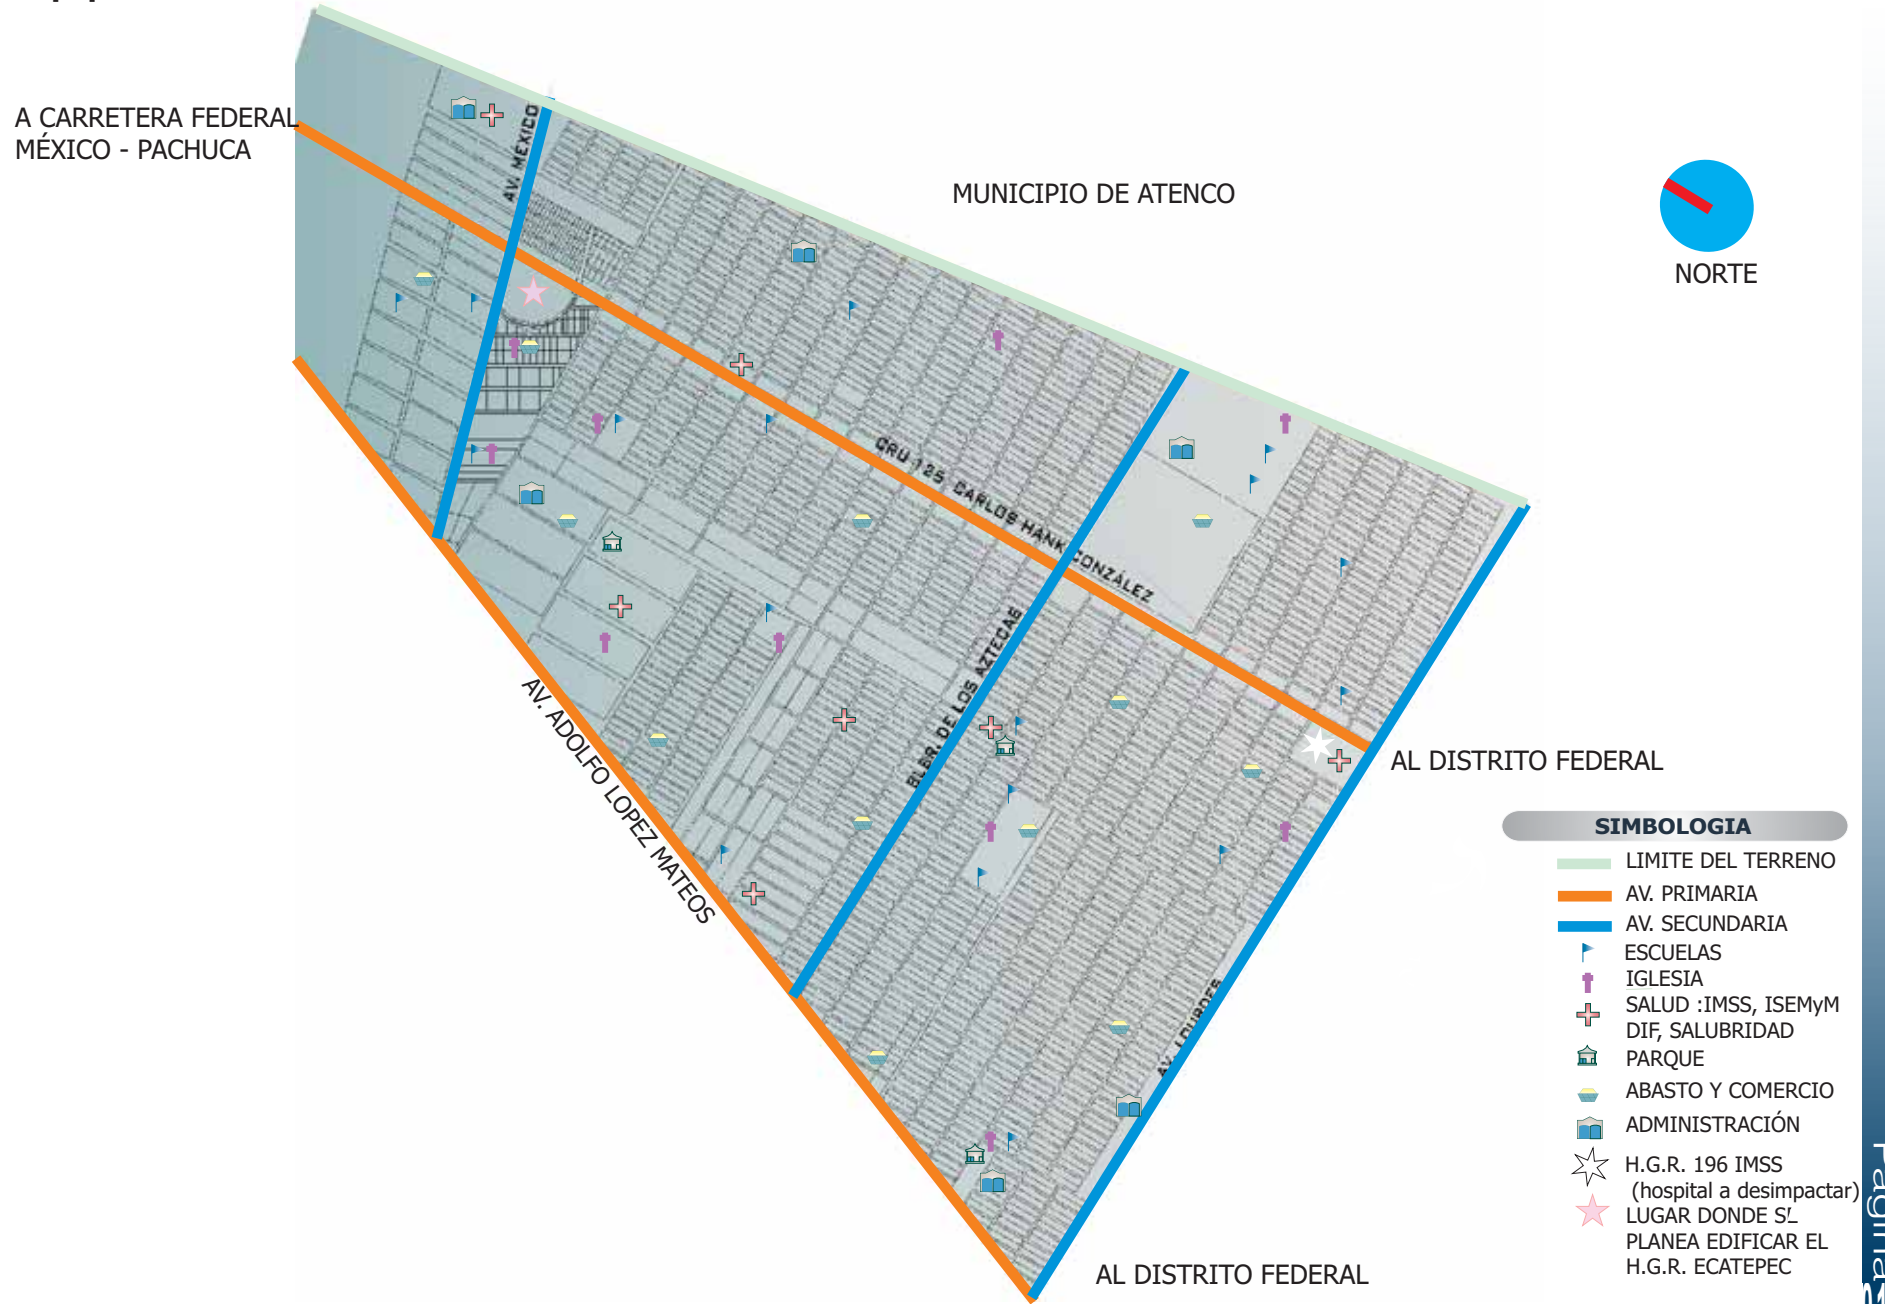 A CARRETERA FEDERAL
MÉXICO - PACHUCA
AV. MEXICO
MUNICIPIO DE ATENCO
NORTE
GRU 125 CARLOS HANK GONZÁLEZ
BLBR. DE LOS AZTECAS
AV. ADOLFO LOPEZ MATEOS
AV. LOURDES
AL DISTRITO FEDERAL
AL DISTRITO FEDERAL
SIMBOLOGIA
LIMITE DEL TERRENO
AV. PRIMARIA
AV. SECUNDARIA
ESCUELAS
IGLESIA
SALUD :IMSS, ISEMyM
DIF, SALUBRIDAD
PARQUE
ABASTO Y COMERCIO
ADMINISTRACIÓN
H.G.R. 196 IMSS
(hospital a desimpactar)
LUGAR DONDE SE
PLANEA EDIFICAR EL
H.G.R. ECATEPEC
Página